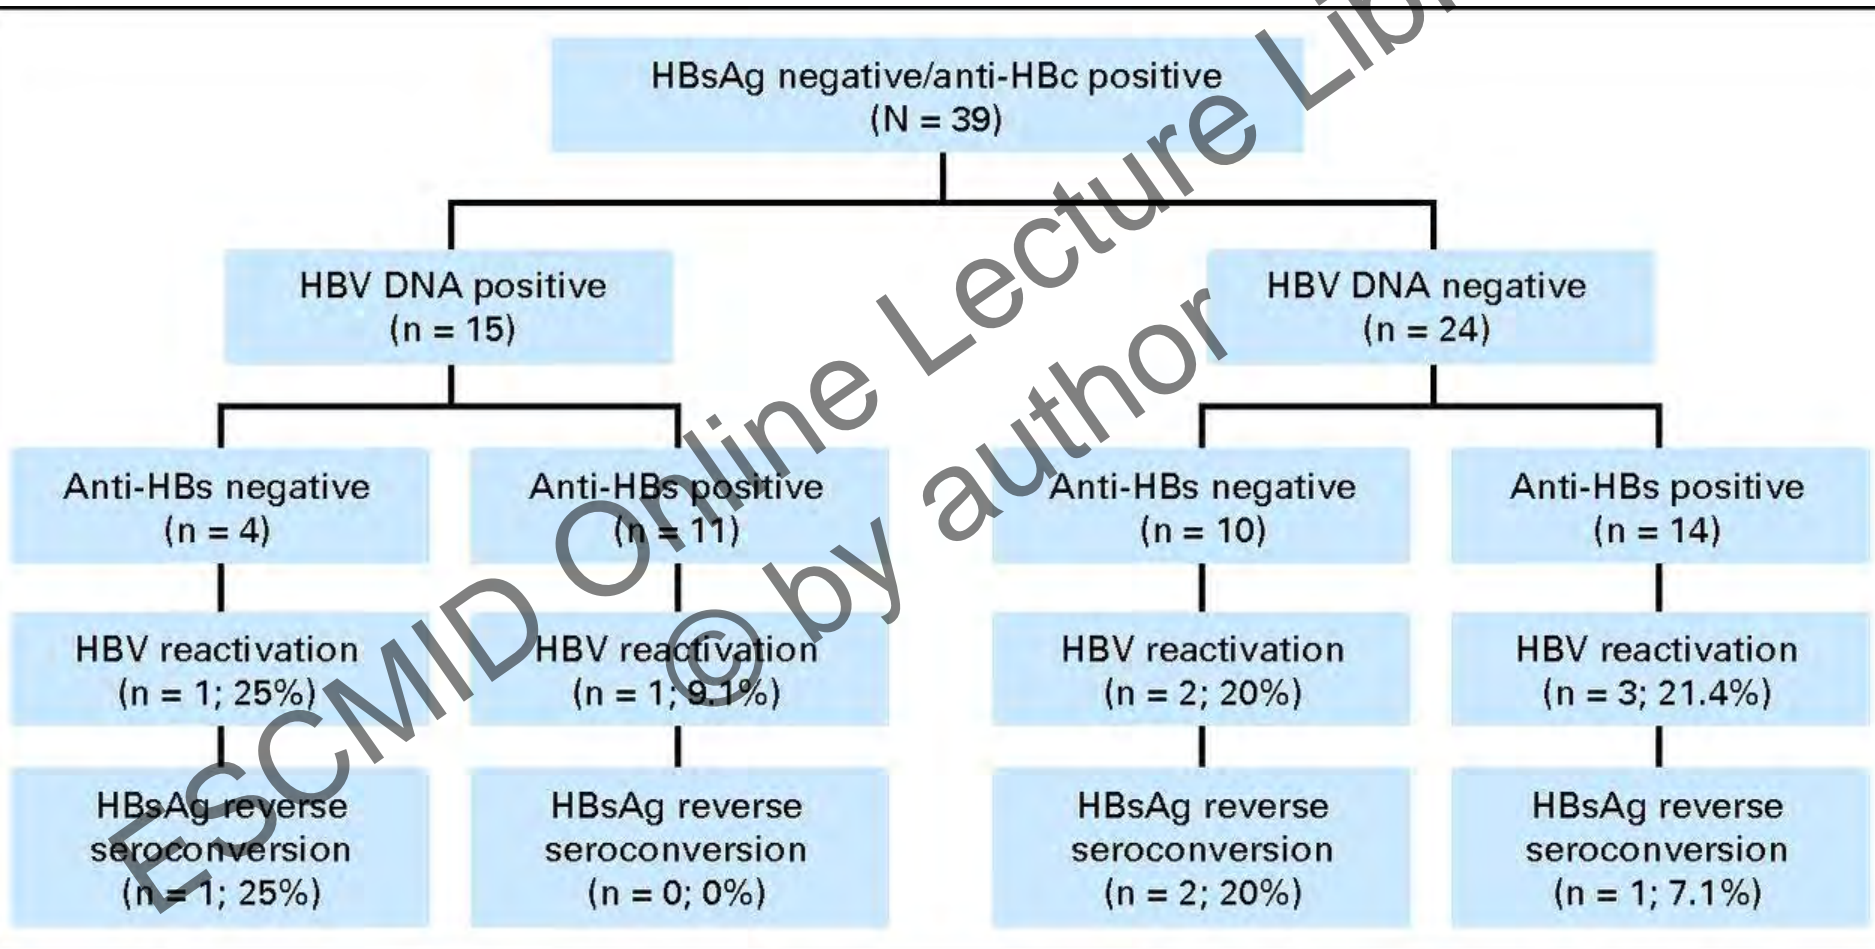 HBsAg negative/anti-HBc positive
(N = 39)
HBV DNA positive
(n = 15)
HBV DNA negative
(n = 24)
Anti-HBs negative
(n = 4)
Anti-HBs positive
(n = 11)
Anti-HBs negative
(n = 10)
Anti-HBs positive
(n = 14)
HBV reactivation
(n = 1; 25%)
HBV reactivation
(n = 1; 9.1%)
HBV reactivation
(n = 2; 20%)
HBV reactivation
(n = 3; 21.4%)
HBsAg reverse
seroconversion
(n = 1; 25%)
HBsAg reverse
seroconversion
(n = 0; 0%)
HBsAg reverse
seroconversion
(n = 2; 20%)
HBsAg reverse
seroconversion
(n = 1; 7.1%)
ESCMID Online Lecture
© by author